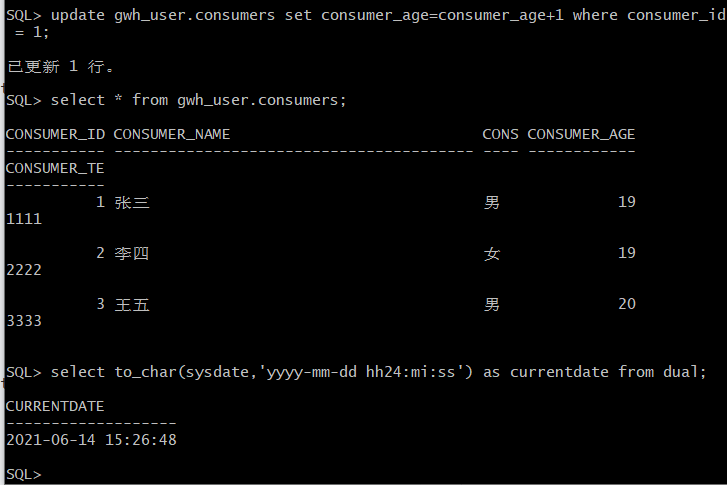 SQL> update gwh_user.consumers set consumer_age=consumer_age+1 where consumer_id
 = 1;
已更新 1 行。
SQL> select * from gwh_user.consumers;
CONSUMER_ID CONSUMER_NAME                            CONS CONSUMER_AGE
----------- ---------------------------------------- ---- ------------
CONSUMER_TE
-----------
          1 张三                                     男             19
1111
          2 李四                                     女             19
2222
          3 王五                                     男             20
3333
SQL> select to_char(sysdate,'yyyy-mm-dd hh24:mi:ss') as currentdate from dual;
CURRENTDATE
-------------------
2021-06-14 15:26:48
SQL>